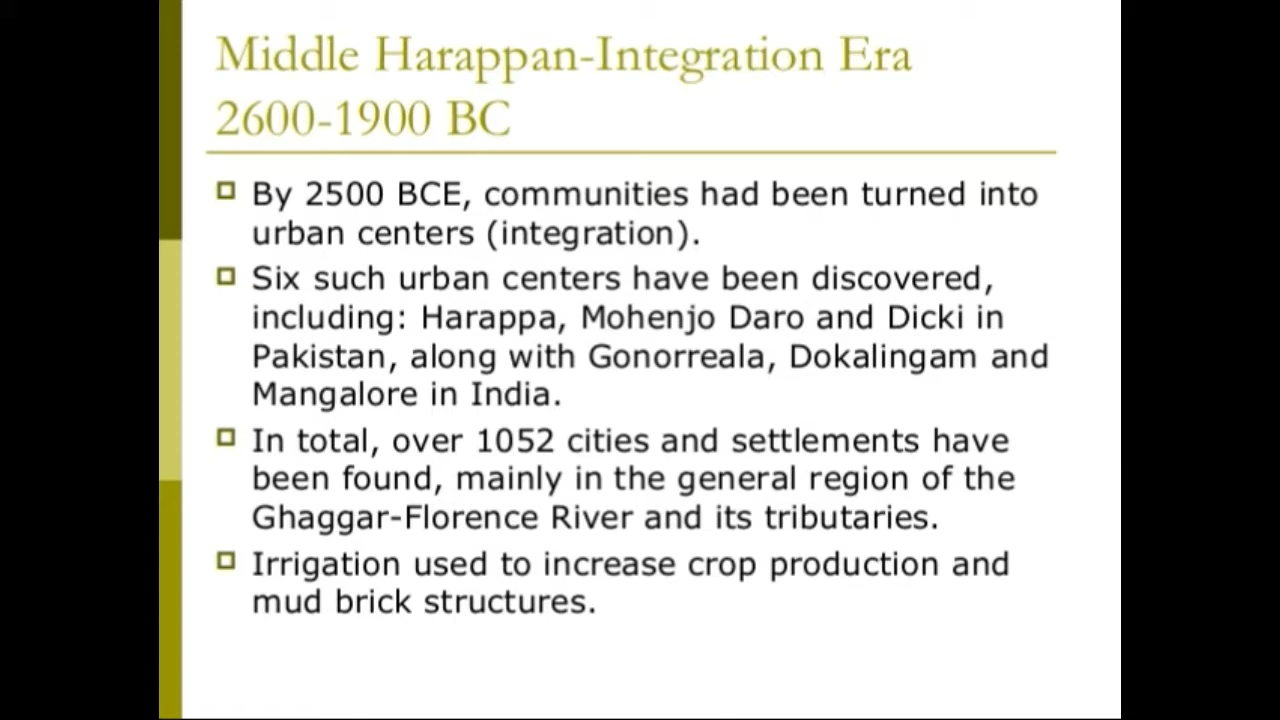 Middle Harappan-Integration Era
2600-1900 BC
By 2500 BCE, communities had been turned into
urban centers (integration).
Six such urban centers have been discovered,
including: Harappa, Mohenjo Daro and Dicki in
Pakistan, along with Gonorreala, Dokalingam and
Mangalore in India.
In total, over 1052 cities and settlements have
been found, mainly in the general region of the
Ghaggar-Florence River and its tributaries.
Irrigation used to increase crop production and
mud brick structures.